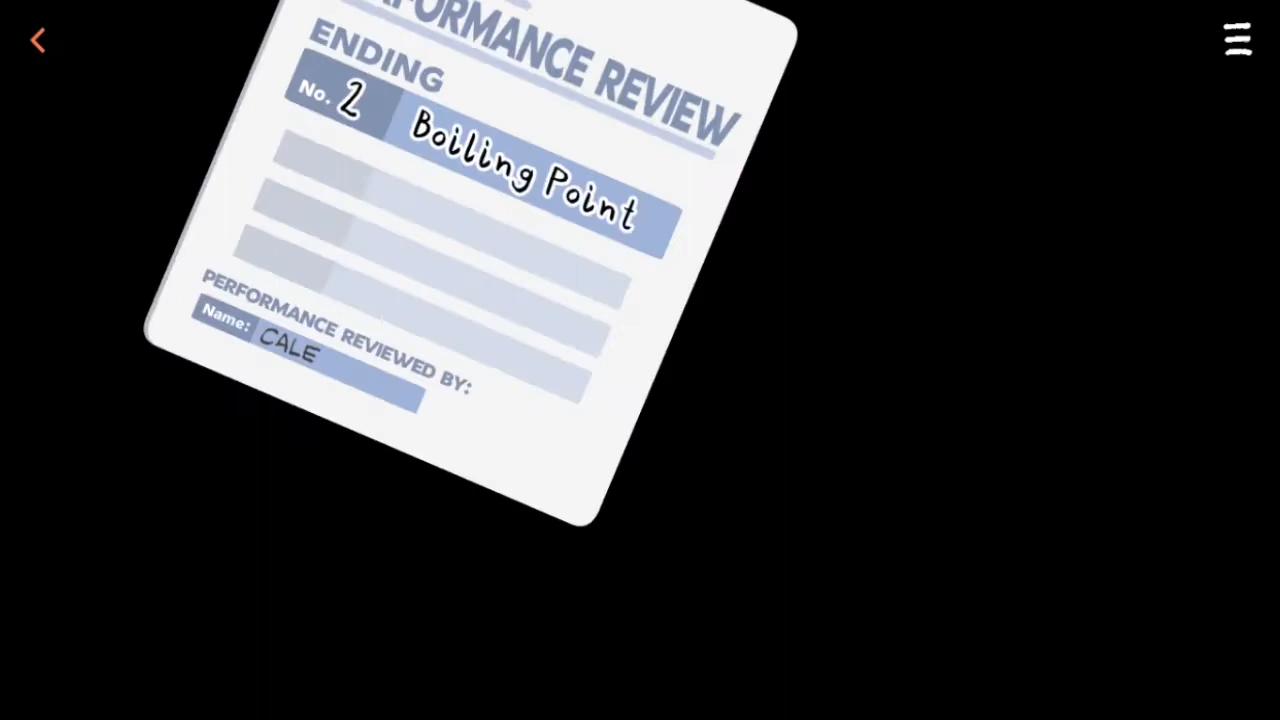 PERFORMANCE REVIEW
ENDING
No. 2 Boiling Point
PERFORMANCE REVIEWED BY:
Name: CALE